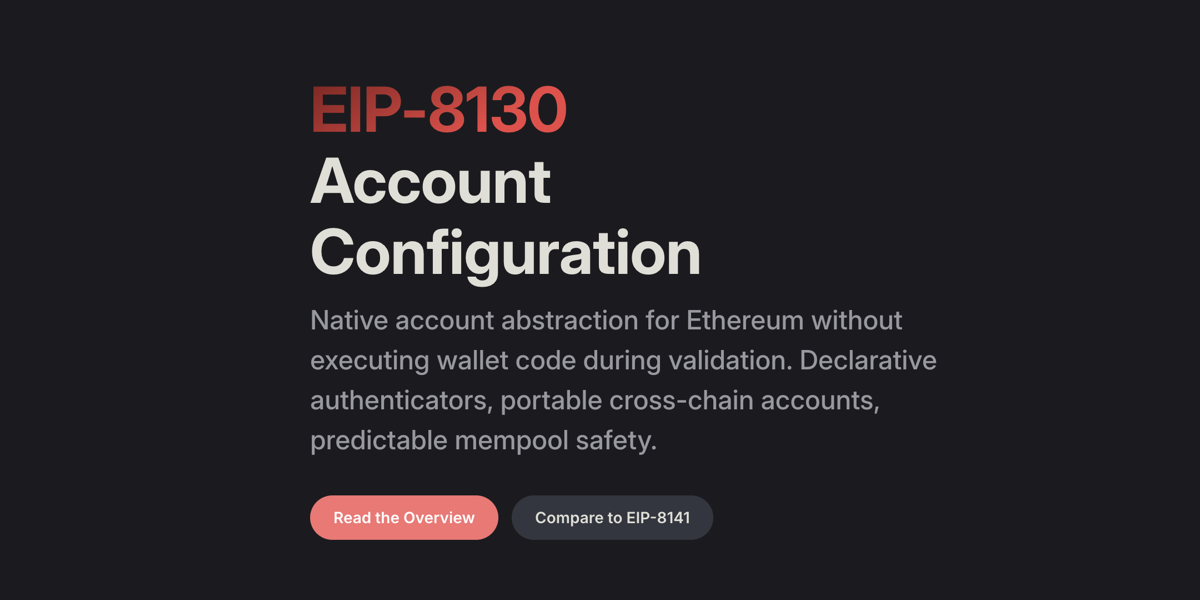 EIP-8130
Account
Configuration
Native account abstraction for Ethereum without
executing wallet code during validation. Declarative
authenticators, portable cross-chain accounts,
predictable mempool safety.
Read the Overview
Compare to EIP-8141